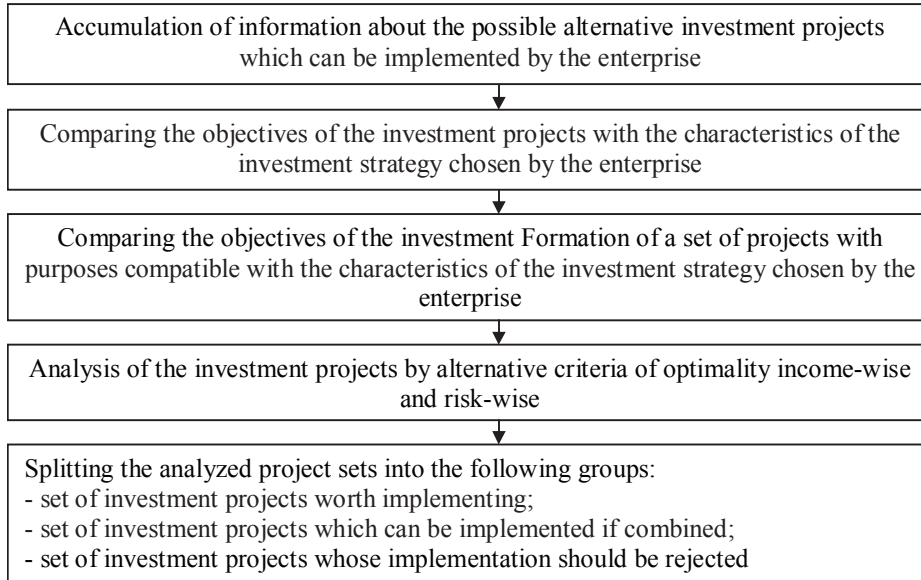 Accumulation of information about the possible alternative investment projects
which can be implemented by the enterprise
Comparing the objectives of the investment projects with the characteristics of the
investment strategy chosen by the enterprise
Comparing the objectives of the investment Formation of a set of projects with
purposes compatible with the characteristics of the investment strategy chosen by the
enterprise
Analysis of the investment projects by alternative criteria of optimality income-wise
and risk-wise
Splitting the analyzed project sets into the following groups:
- set of investment projects worth implementing;
- set of investment projects which can be implemented if combined;
- set of investment projects whose implementation should be rejected